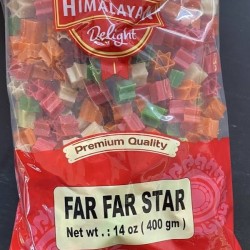 HIMALAYAN
Delight
Premium Quality
FAR FAR STAR
Net wt . : 14 oz ( 400 gm )